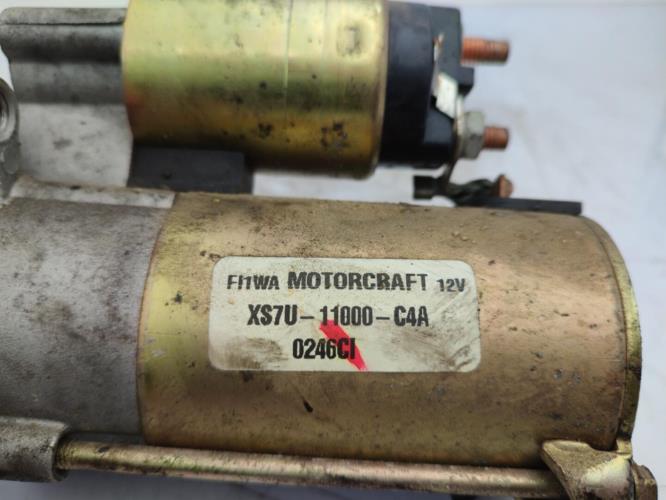 FI1WA MOTORCRAFT 12V
XS7U-11000-C4A
0246CI